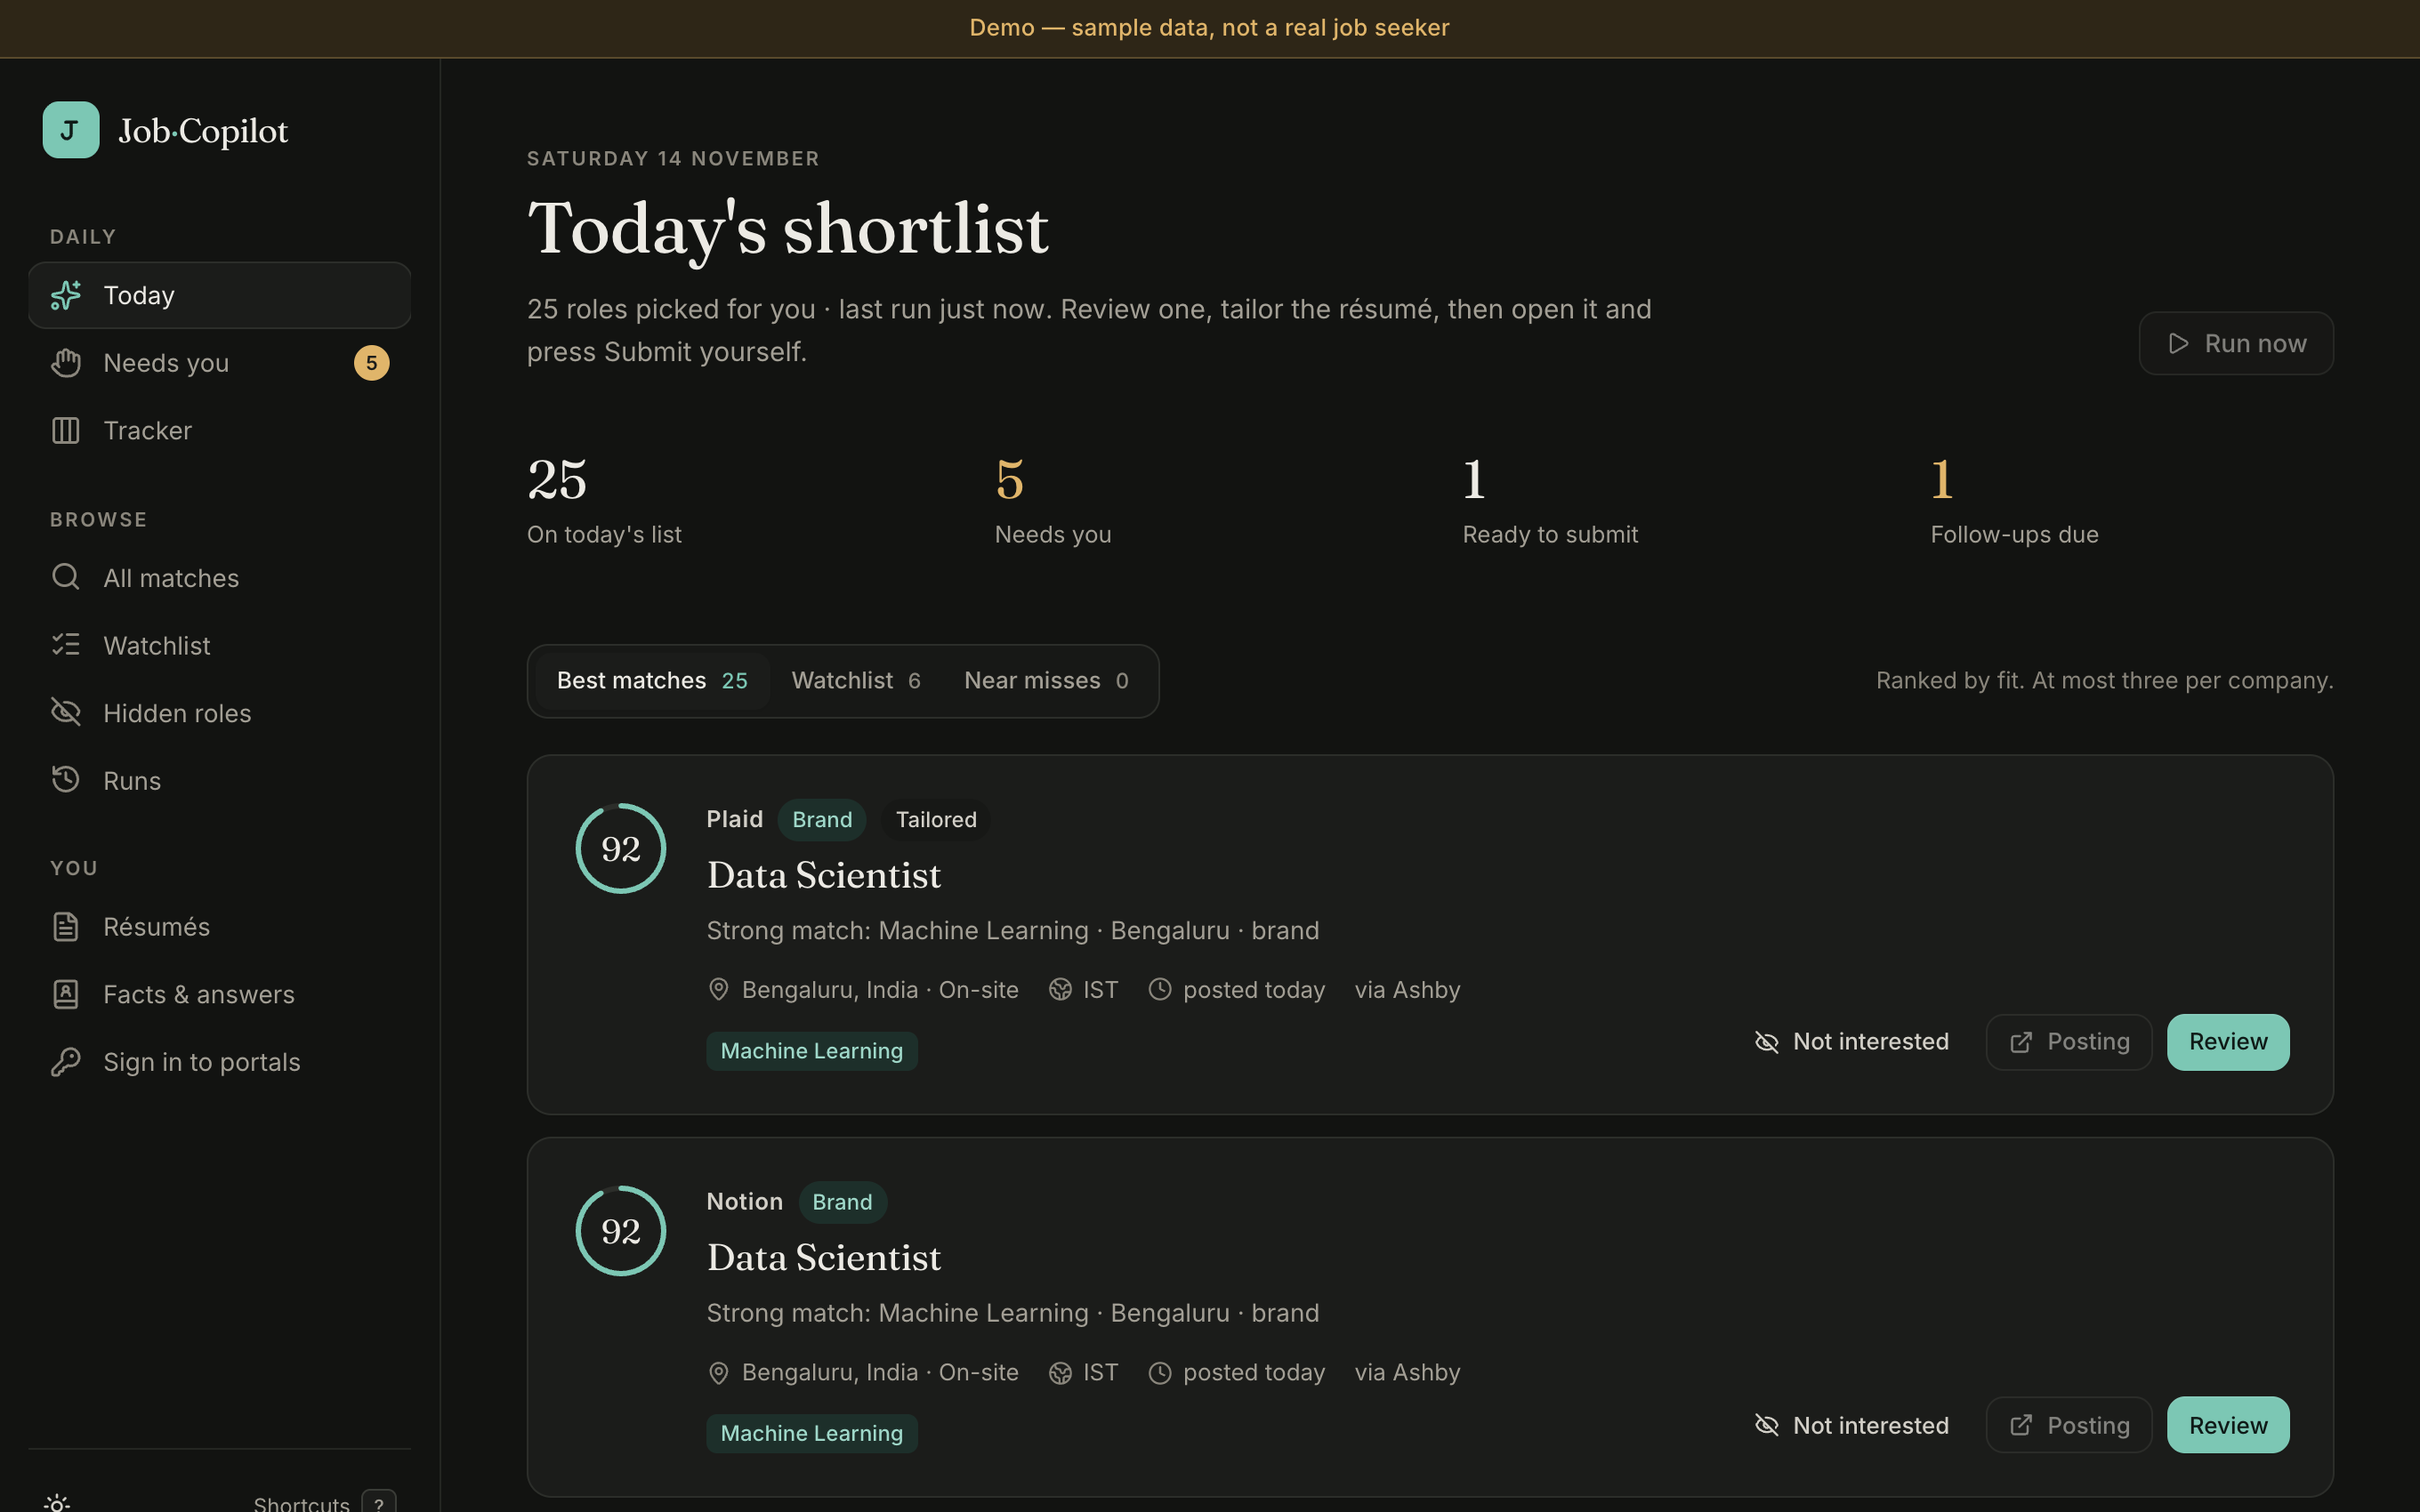 Demo — sample data, not a real job seeker
J
Job·Copilot
DAILY
Today
Needs you 5
Tracker
BROWSE
All matches
Watchlist
Hidden roles
Runs
YOU
Résumés
Facts & answers
Sign in to portals
Shortcuts ?
SATURDAY 14 NOVEMBER
Today's shortlist
25 roles picked for you · last run just now. Review one, tailor the résumé, then open it and
press Submit yourself.
Run now
25
On today's list
5
Needs you
1
Ready to submit
1
Follow-ups due
Best matches 25 Watchlist 6 Near misses 0
Ranked by fit. At most three per company.
92
Plaid Brand Tailored
Data Scientist
Strong match: Machine Learning · Bengaluru · brand
Bengaluru, India · On-site IST posted today via Ashby
Machine Learning
Not interested Posting Review
92
Notion Brand
Data Scientist
Strong match: Machine Learning · Bengaluru · brand
Bengaluru, India · On-site IST posted today via Ashby
Machine Learning
Not interested Posting Review